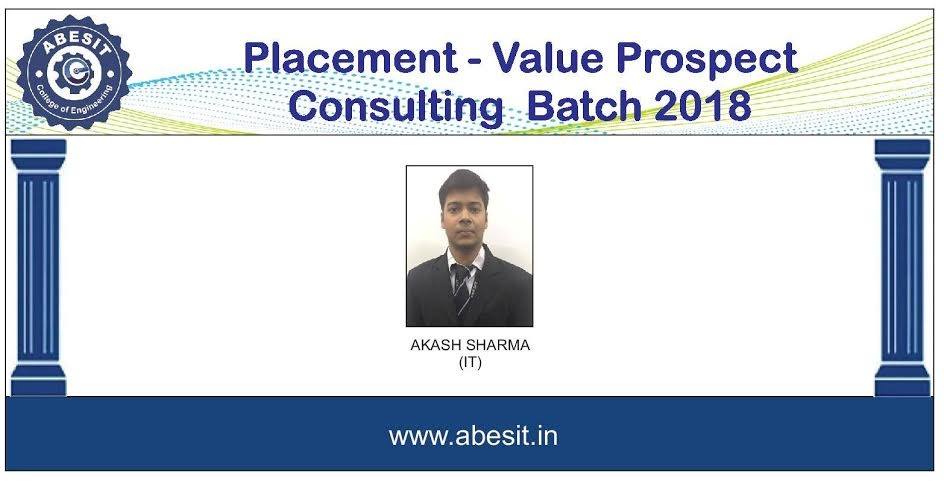 ABESIT
College of Engineering
Placement - Value Prospect
Consulting Batch 2018
AKASH SHARMA
(IT)
www.abesit.in